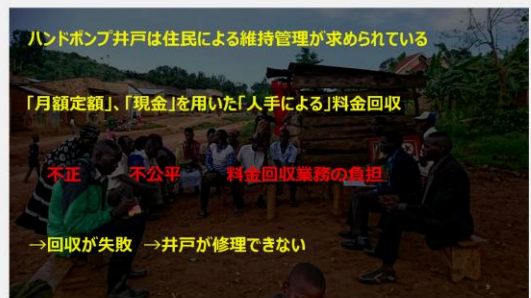 ハンドポンプ井戸は住民による維持管理が求められている
「月額定額」、「現金」を用いた「人手による」料金回収
不正 不公平 料金回収業務の負担
→回収が失敗 →井戸が修理できない